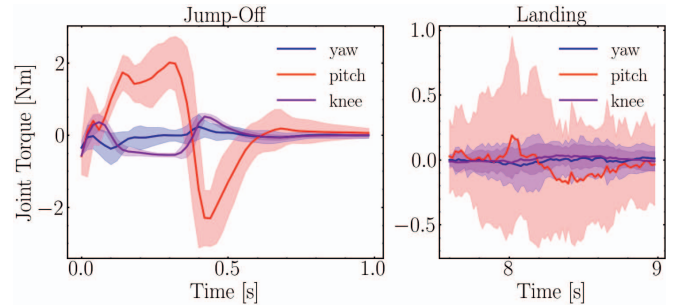 Jump-Off
Landing
Joint Torque [Nm]
2
0
−2
yaw
pitch
knee
0.0
0.5
1.0
Time [s]
1.0
0.5
0.0
−0.5
yaw
pitch
knee
8
9
Time [s]